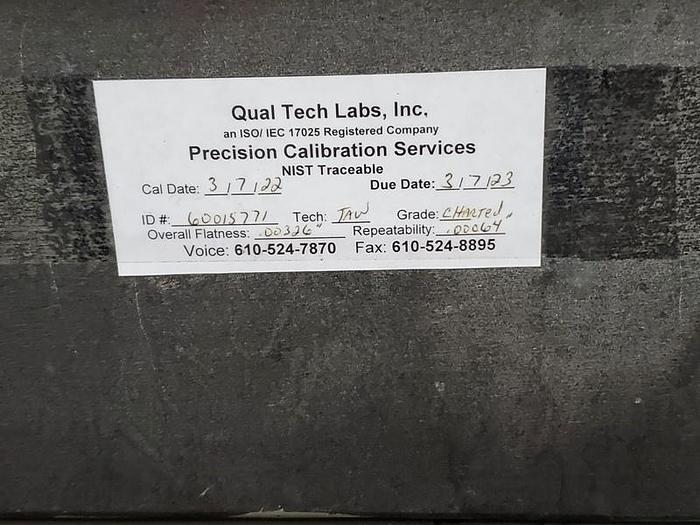 Qual Tech Labs, Inc.
an ISO/ IEC 17025 Registered Company
Precision Calibration Services
NIST Traceable
Cal Date: 3/7/22 Due Date: 3/7/23
ID #: 60015771 Tech: JAW Grade: CHARTED
Overall Flatness: .00326" Repeatability: .00064"
Voice: 610-524-7870 Fax: 610-524-8895